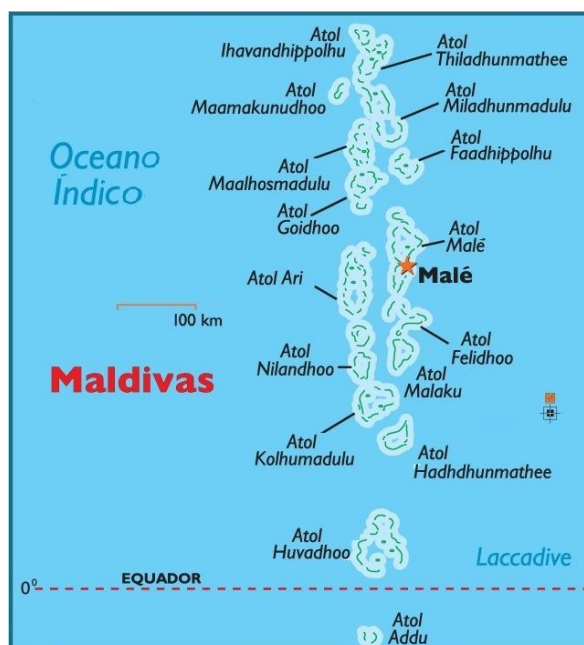 Atol
Ihavandhippolhu
Atol
Thiladhunmathee
Atol
Maamakunudhoo
Atol
Miladhunmadulu
Oceano
Índico
Atol
Maalhosmadulu
Atol
Faadhippolhu
Atol
Goidhoo
Atol
Malé
Malé
Atol Ari
100 km
Atol
Felidhoo
Maldivas
Atol
Nilandhoo
Atol
Malaku
Atol
Kolhumadulu
Atol
Hadhdhunmathee
Atol
Huvadhoo
Laccadive
EQUADOR
0⁰
Atol
Addu